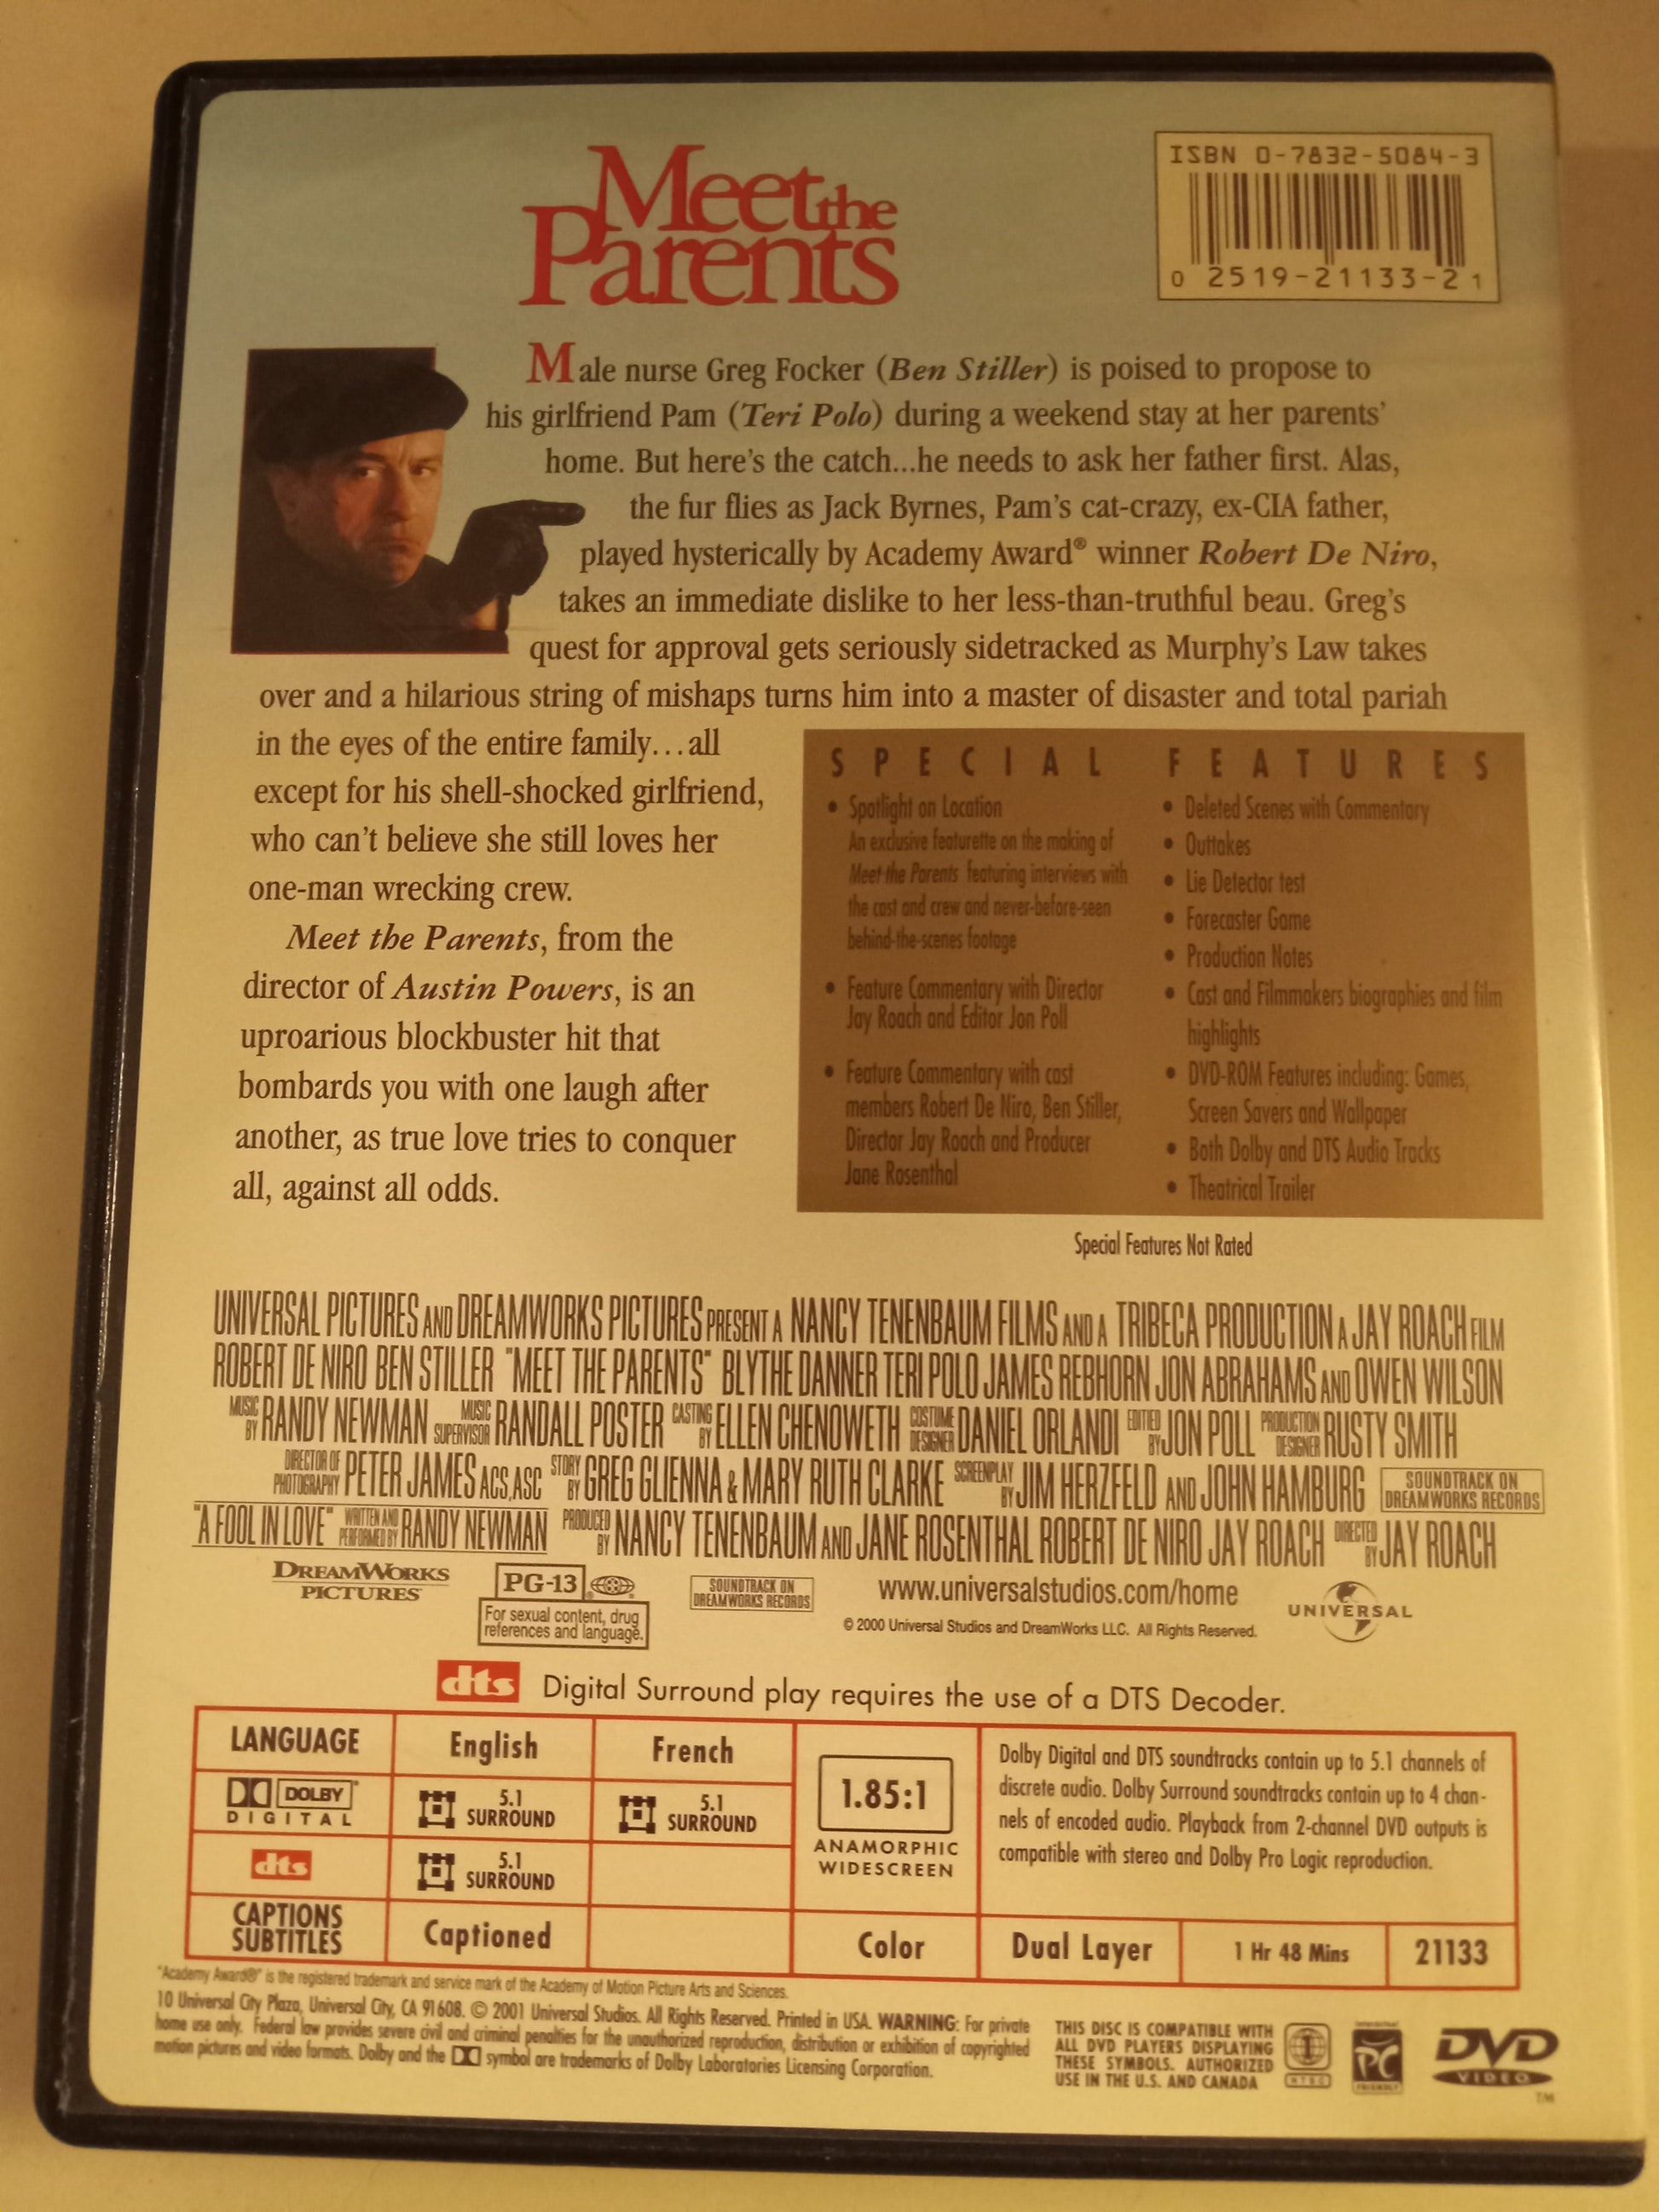 Meet the
Parents
ISBN 0-7832-5084-3
0 2519-21133-2 1
Male nurse Greg Focker (Ben Stiller) is poised to propose to
his girlfriend Pam (Teri Polo) during a weekend stay at her parents'
home. But here's the catch...he needs to ask her father first. Alas,
the fur flies as Jack Byrnes, Pam's cat-crazy, ex-CIA father,
played hysterically by Academy Award® winner Robert De Niro,
takes an immediate dislike to her less-than-truthful beau. Greg's
quest for approval gets seriously sidetracked as Murphy's Law takes
over and a hilarious string of mishaps turns him into a master of disaster and total pariah
in the eyes of the entire family...all
except for his shell-shocked girlfriend,
who can't believe she still loves her
one-man wrecking crew.
Meet the Parents, from the
director of Austin Powers, is an
uproarious blockbuster hit that
bombards you with one laugh after
another, as true love tries to conquer
all, against all odds.
SPECIAL FEATURES
• Spotlight on Location
An exclusive featurette on the making of
Meet the Parents featuring interviews with
the cast and crew and never-before-seen
behind-the-scenes footage
• Feature Commentary with Director
Jay Roach and Editor Jon Poll
• Feature Commentary with cast
members Robert De Niro, Ben Stiller,
Director Jay Roach and Producer
Jane Rosenthal
• Deleted Scenes with Commentary
• Outtakes
• Lie Detector test
• Forecaster Game
• Production Notes
• Cast and Filmmakers biographies and film
highlights
• DVD-ROM Features including: Games,
Screen Savers and Wallpaper
• Both Dolby and DTS Audio Tracks
• Theatrical Trailer
Special Features Not Rated
UNIVERSAL PICTURES AND DREAMWORKS PICTURES PRESENT A NANCY TENENBAUM FILMS AND A TRIBECA PRODUCTION A JAY ROACH FILM
ROBERT DE NIRO BEN STILLER "MEET THE PARENTS" BLYTHE DANNER TERI POLO JAMES REBHORN JON ABRAHAMS AND OWEN WILSON
MUSIC BY RANDY NEWMAN MUSIC SUPERVISOR RANDALL POSTER CASTING BY ELLEN CHENOWETH COSTUME DESIGNER DANIEL ORLANDI EDITED BY JON POLL PRODUCTION DESIGNER RUSTY SMITH
DIRECTOR OF PHOTOGRAPHY PETER JAMES ACS, ASC STORY BY GREG GLIENNA & MARY RUTH CLARKE SCREENPLAY BY JIM HERZFELD AND JOHN HAMBURG SOUNDTRACK ON DREAMWORKS RECORDS
"A FOOL IN LOVE" WRITTEN AND PERFORMED BY RANDY NEWMAN PRODUCED BY NANCY TENENBAUM AND JANE ROSENTHAL ROBERT DE NIRO JAY ROACH DIRECTED BY JAY ROACH
DREAMWORKS
PICTURES
PG-13
For sexual content, drug
references and language.
SOUNDTRACK ON
DREAMWORKS RECORDS
www.universalstudios.com/home
© 2000 Universal Studios and DreamWorks LLC. All Rights Reserved.
UNIVERSAL
dts Digital Surround play requires the use of a DTS Decoder.
LANGUAGE English French
DOLBY
DIGITAL
5.1
SURROUND
5.1
SURROUND
dts
5.1
SURROUND
CAPTIONS
SUBTITLES
Captioned
1.85:1
ANAMORPHIC
WIDESCREEN
Dolby Digital and DTS soundtracks contain up to 5.1 channels of
discrete audio. Dolby Surround soundtracks contain up to 4 chan-
nels of encoded audio. Playback from 2-channel DVD outputs is
compatible with stereo and Dolby Pro Logic reproduction.
Color Dual Layer 1 Hr 48 Mins 21133
"Academy Award®" is the registered trademark and service mark of the Academy of Motion Picture Arts and Sciences.
10 Universal City Plaza, Universal City, CA 91608. © 2001 Universal Studios. All Rights Reserved. Printed in USA. WARNING: For private
home use only. Federal law provides severe civil and criminal penalties for the unauthorized reproduction, distribution or exhibition of copyrighted
motion pictures and video formats. Dolby and the symbol are trademarks of Dolby Laboratories Licensing Corporation.
THIS DISC IS COMPATIBLE WITH
ALL DVD PLAYERS DISPLAYING
THESE SYMBOLS. AUTHORIZED
USE IN THE U.S. AND CANADA
1
NTSC
PC
FRIENDLY
DVD
VIDEO
TM